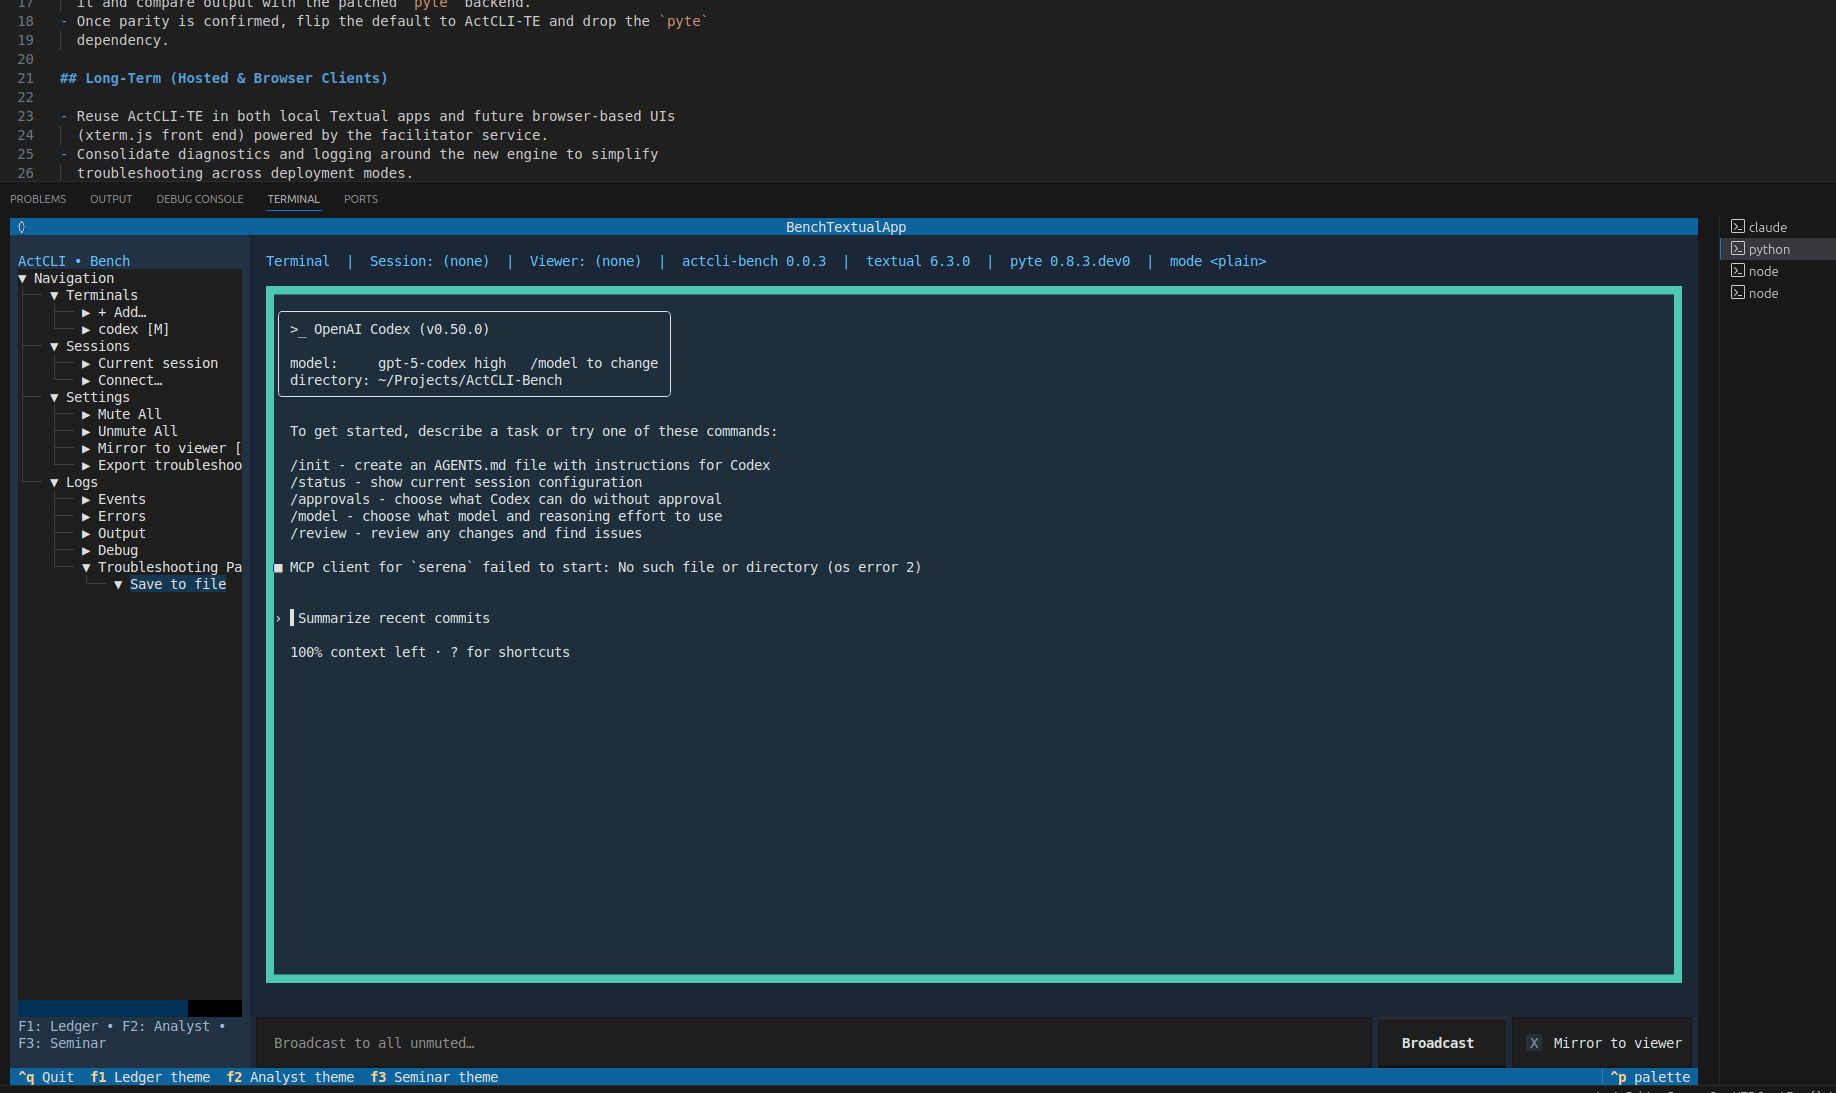 17 it and compare output with the patched `pyte` backend.
18 - Once parity is confirmed, flip the default to ActCLI-TE and drop the `pyte`
19 dependency.
20
21 ## Long-Term (Hosted & Browser Clients)
22
23 - Reuse ActCLI-TE in both local Textual apps and future browser-based UIs
24 (xterm.js front end) powered by the facilitator service.
25 - Consolidate diagnostics and logging around the new engine to simplify
26 troubleshooting across deployment modes.
PROBLEMS OUTPUT DEBUG CONSOLE TERMINAL PORTS
BenchTextualApp
ActCLI • Bench
▼ Navigation
▼ Terminals
▶ + Add…
▶ codex [M]
▼ Sessions
▶ Current session
▶ Connect…
▼ Settings
▶ Mute All
▶ Unmute All
▶ Mirror to viewer [
▶ Export troubleshoo
▼ Logs
▶ Events
▶ Errors
▶ Output
▶ Debug
▼ Troubleshooting Pa
▼ Save to file
F1: Ledger • F2: Analyst •
F3: Seminar
Terminal | Session: (none) | Viewer: (none) | actcli-bench 0.0.3 | textual 6.3.0 | pyte 0.8.3.dev0 | mode <plain>
>_ OpenAI Codex (v0.50.0)
model: gpt-5-codex high /model to change
directory: ~/Projects/ActCLI-Bench
To get started, describe a task or try one of these commands:
/init - create an AGENTS.md file with instructions for Codex
/status - show current session configuration
/approvals - choose what Codex can do without approval
/model - choose what model and reasoning effort to use
/review - review any changes and find issues
■ MCP client for `serena` failed to start: No such file or directory (os error 2)
› Summarize recent commits
100% context left · ? for shortcuts
Broadcast to all unmuted…
Broadcast
X Mirror to viewer
^q Quit f1 Ledger theme f2 Analyst theme f3 Seminar theme
^p palette
claude
python
node
node